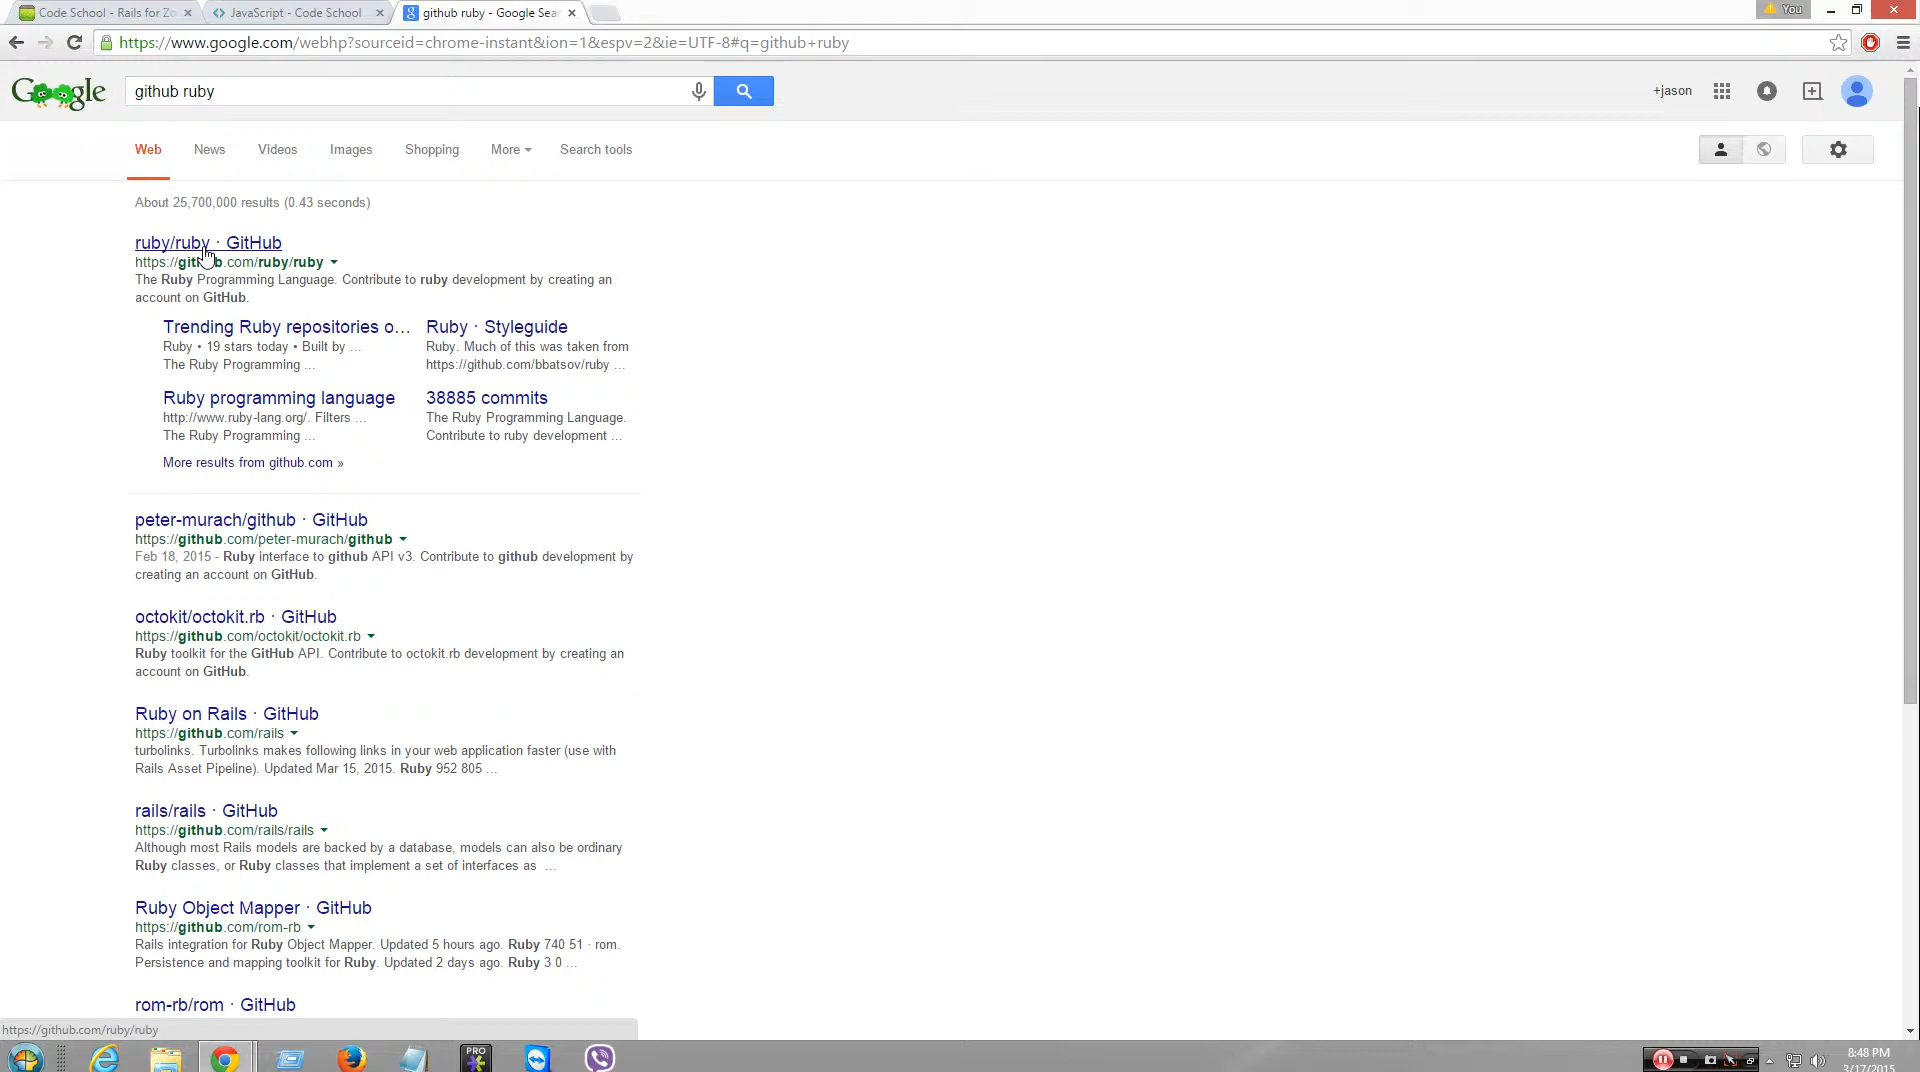 Code School - Rails for Zo
JavaScript - Code School
github ruby - Google Sear
You
https://www.google.com/webhp?sourceid=chrome-instant&ion=1&espv=2&ie=UTF-8#q=github+ruby
Google
github ruby
+jason
Web
News
Videos
Images
Shopping
More
Search tools
About 25,700,000 results (0.43 seconds)
ruby/ruby · GitHub
https://github.com/ruby/ruby
The Ruby Programming Language. Contribute to ruby development by creating an
account on GitHub.
Trending Ruby repositories o...
Ruby • 19 stars today • Built by ...
The Ruby Programming ...
Ruby · Styleguide
Ruby. Much of this was taken from
https://github.com/bbatsov/ruby ...
Ruby programming language
http://www.ruby-lang.org/. Filters ...
The Ruby Programming ...
38885 commits
The Ruby Programming Language.
Contribute to ruby development ...
More results from github.com »
peter-murach/github · GitHub
https://github.com/peter-murach/github
Feb 18, 2015 - Ruby interface to github API v3. Contribute to github development by
creating an account on GitHub.
octokit/octokit.rb · GitHub
https://github.com/octokit/octokit.rb
Ruby toolkit for the GitHub API. Contribute to octokit.rb development by creating an
account on GitHub.
Ruby on Rails · GitHub
https://github.com/rails
turbolinks. Turbolinks makes following links in your web application faster (use with
Rails Asset Pipeline). Updated Mar 15, 2015. Ruby 952 805 ...
rails/rails · GitHub
https://github.com/rails/rails
Although most Rails models are backed by a database, models can also be ordinary
Ruby classes, or Ruby classes that implement a set of interfaces as ...
Ruby Object Mapper · GitHub
https://github.com/rom-rb
Rails integration for Ruby Object Mapper. Updated 5 hours ago. Ruby 740 51 · rom.
Persistence and mapping toolkit for Ruby. Updated 2 days ago. Ruby 3 0 ...
rom-rb/rom · GitHub
https://github.com/ruby/ruby
PRO
8:48 PM
3/17/2015